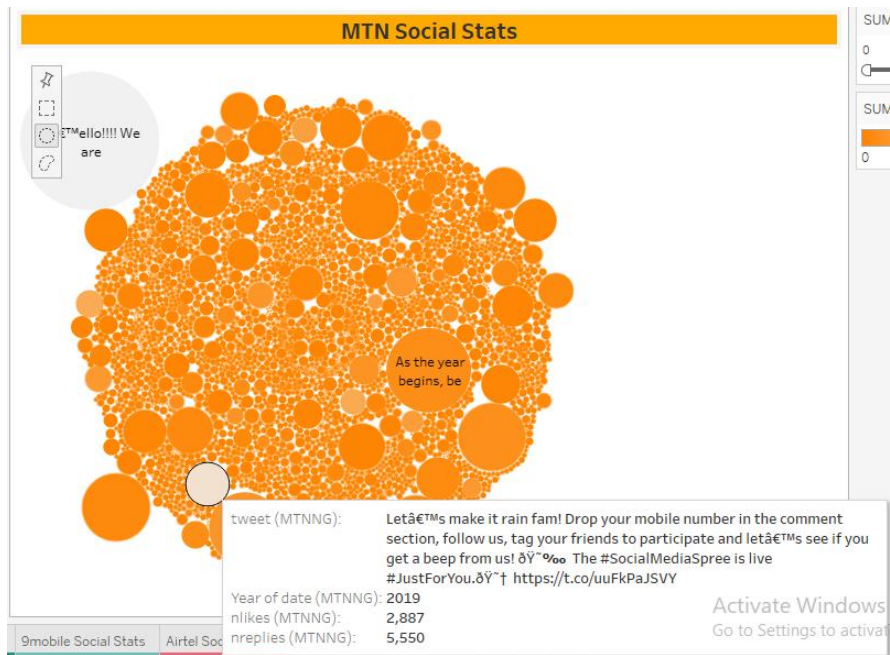 MTN Social Stats
SUM
0
SUM
0
€™ello!!!! We
are
As the year
begins, be
tweet (MTNNG): Letâ€™s make it rain fam! Drop your mobile number in the comment
section, follow us, tag your friends to participate and letâ€™s see if you
get a beep from us! ðŸ˜‰ The #SocialMediaSpree is live
#JustForYou.ðŸ˜† https://t.co/uuFkPaJSVY
Year of date (MTNNG): 2019
nlikes (MTNNG): 2,887
nreplies (MTNNG): 5,550
Activate Windows
Go to Settings to activat
9mobile Social Stats
Airtel Soc